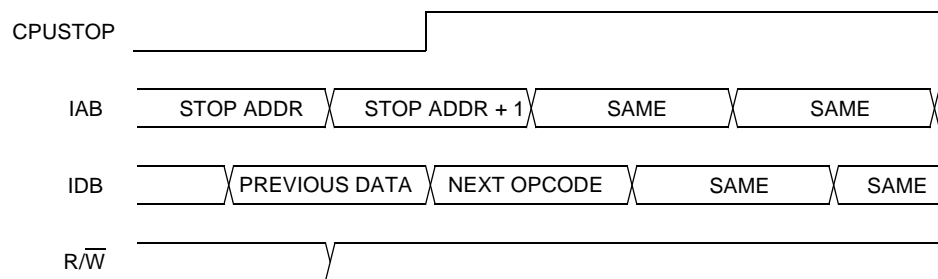 CPUSTOP
IAB STOP ADDR STOP ADDR + 1 SAME SAME
IDB PREVIOUS DATA NEXT OPCODE SAME SAME
R/W̅